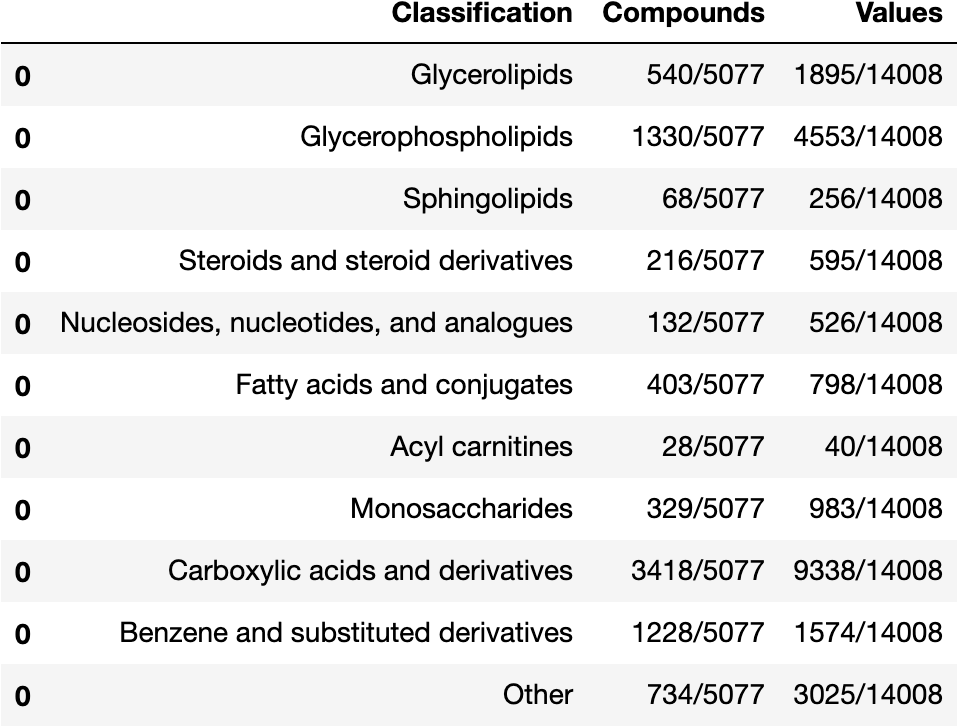 Classification Compounds Values
0 Glycerolipids 540/5077 1895/14008
0 Glycerophospholipids 1330/5077 4553/14008
0 Sphingolipids 68/5077 256/14008
0 Steroids and steroid derivatives 216/5077 595/14008
0 Nucleosides, nucleotides, and analogues 132/5077 526/14008
0 Fatty acids and conjugates 403/5077 798/14008
0 Acyl carnitines 28/5077 40/14008
0 Monosaccharides 329/5077 983/14008
0 Carboxylic acids and derivatives 3418/5077 9338/14008
0 Benzene and substituted derivatives 1228/5077 1574/14008
0 Other 734/5077 3025/14008